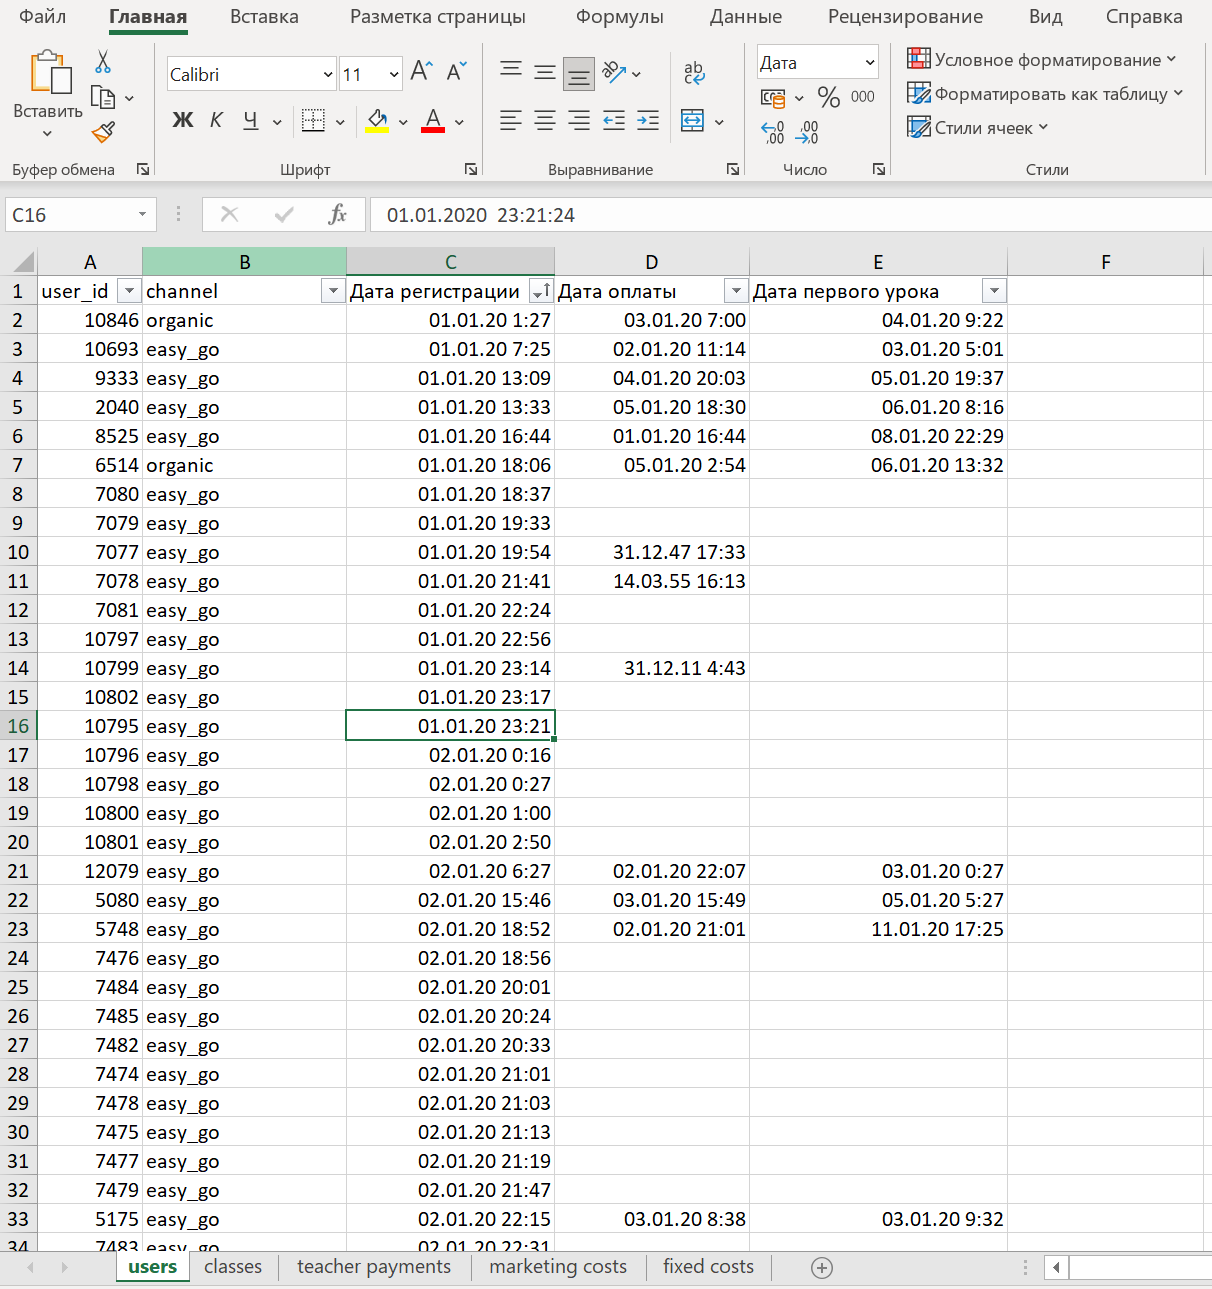 Файл Главная Вставка Разметка страницы Формулы Данные Рецензирование Вид Справка
Вставить
Calibri 11
Ж К Ч
ab
Дата
% 000
Условное форматирование
Форматировать как таблицу
Стили ячеек
Буфер обмена Шрифт Выравнивание Число Стили
C16 fx 01.01.2020 23:21:24
A B C D E F
1 user_id channel Дата регистрации Дата оплаты Дата первого урока
2 10846 organic 01.01.20 1:27 03.01.20 7:00 04.01.20 9:22
3 10693 easy_go 01.01.20 7:25 02.01.20 11:14 03.01.20 5:01
4 9333 easy_go 01.01.20 13:09 04.01.20 20:03 05.01.20 19:37
5 2040 easy_go 01.01.20 13:33 05.01.20 18:30 06.01.20 8:16
6 8525 easy_go 01.01.20 16:44 01.01.20 16:44 08.01.20 22:29
7 6514 organic 01.01.20 18:06 05.01.20 2:54 06.01.20 13:32
8 7080 easy_go 01.01.20 18:37
9 7079 easy_go 01.01.20 19:33
10 7077 easy_go 01.01.20 19:54 31.12.47 17:33
11 7078 easy_go 01.01.20 21:41 14.03.55 16:13
12 7081 easy_go 01.01.20 22:24
13 10797 easy_go 01.01.20 22:56
14 10799 easy_go 01.01.20 23:14 31.12.11 4:43
15 10802 easy_go 01.01.20 23:17
16 10795 easy_go 01.01.20 23:21
17 10796 easy_go 02.01.20 0:16
18 10798 easy_go 02.01.20 0:27
19 10800 easy_go 02.01.20 1:00
20 10801 easy_go 02.01.20 2:50
21 12079 easy_go 02.01.20 6:27 02.01.20 22:07 03.01.20 0:27
22 5080 easy_go 02.01.20 15:46 03.01.20 15:49 05.01.20 5:27
23 5748 easy_go 02.01.20 18:52 02.01.20 21:01 11.01.20 17:25
24 7476 easy_go 02.01.20 18:56
25 7484 easy_go 02.01.20 20:01
26 7485 easy_go 02.01.20 20:24
27 7482 easy_go 02.01.20 20:33
28 7474 easy_go 02.01.20 21:01
29 7478 easy_go 02.01.20 21:03
30 7475 easy_go 02.01.20 21:13
31 7477 easy_go 02.01.20 21:19
32 7479 easy_go 02.01.20 21:47
33 5175 easy_go 02.01.20 22:15 03.01.20 8:38 03.01.20 9:32
34 7483 easy_go 02.01.20 22:31
users classes teacher payments marketing costs fixed costs